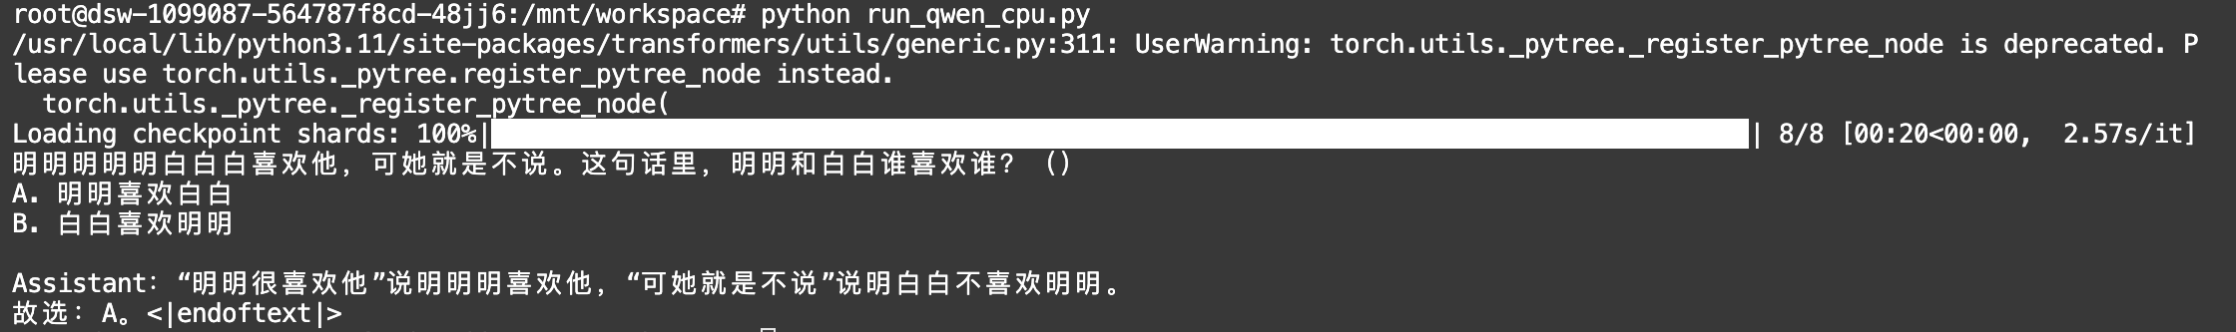 root@dsw-1099087-564787f8cd-48jj6:/mnt/workspace# python run_qwen_cpu.py
/usr/local/lib/python3.11/site-packages/transformers/utils/generic.py:311: UserWarning: torch.utils._pytree._register_pytree_node is deprecated. P
lease use torch.utils._pytree.register_pytree_node instead.
  torch.utils._pytree._register_pytree_node(
Loading checkpoint shards: 100%|██████████| 8/8 [00:20<00:00,  2.57s/it]
明明明明明白白白喜欢他，可她就是不说。这句话里，明明和白白谁喜欢谁？ ()
A. 明明喜欢白白
B. 白白喜欢明明
Assistant：“明明很喜欢他”说明明明喜欢他，“可她就是不说”说明白白不喜欢明明。
故选：A。<|endoftext|>